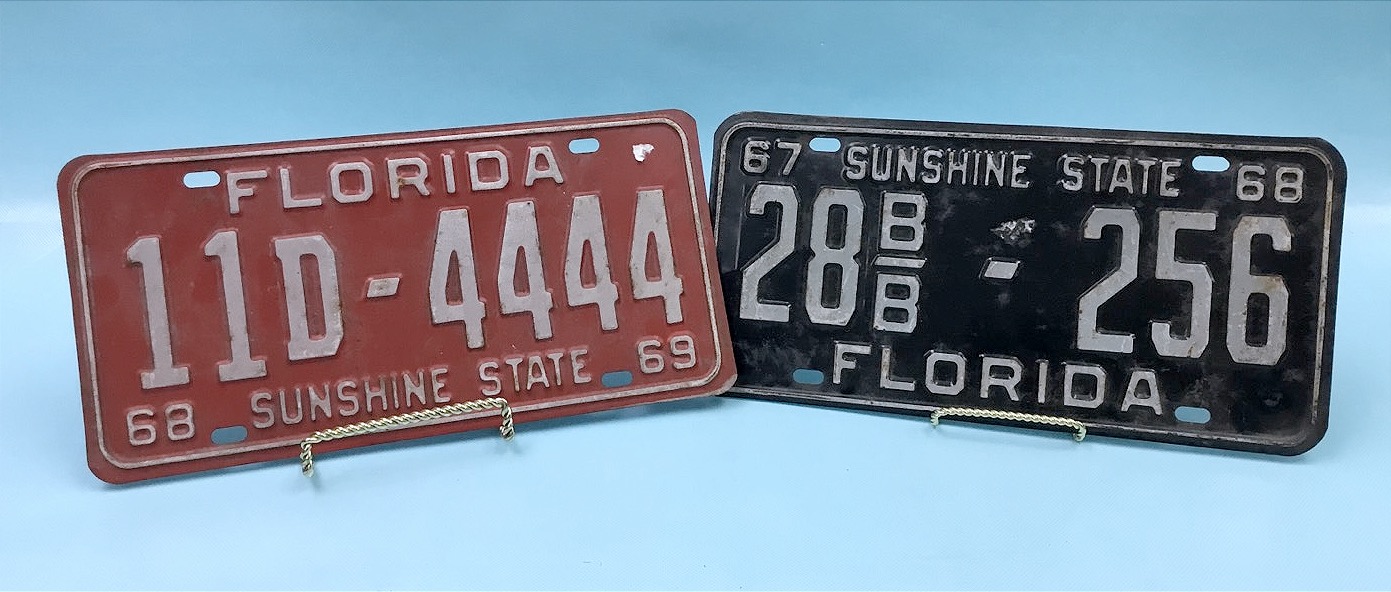 FLORIDA
11D-4444
68 SUNSHINE STATE 69
67 SUNSHINE STATE 68
28 B/B - 256
FLORIDA